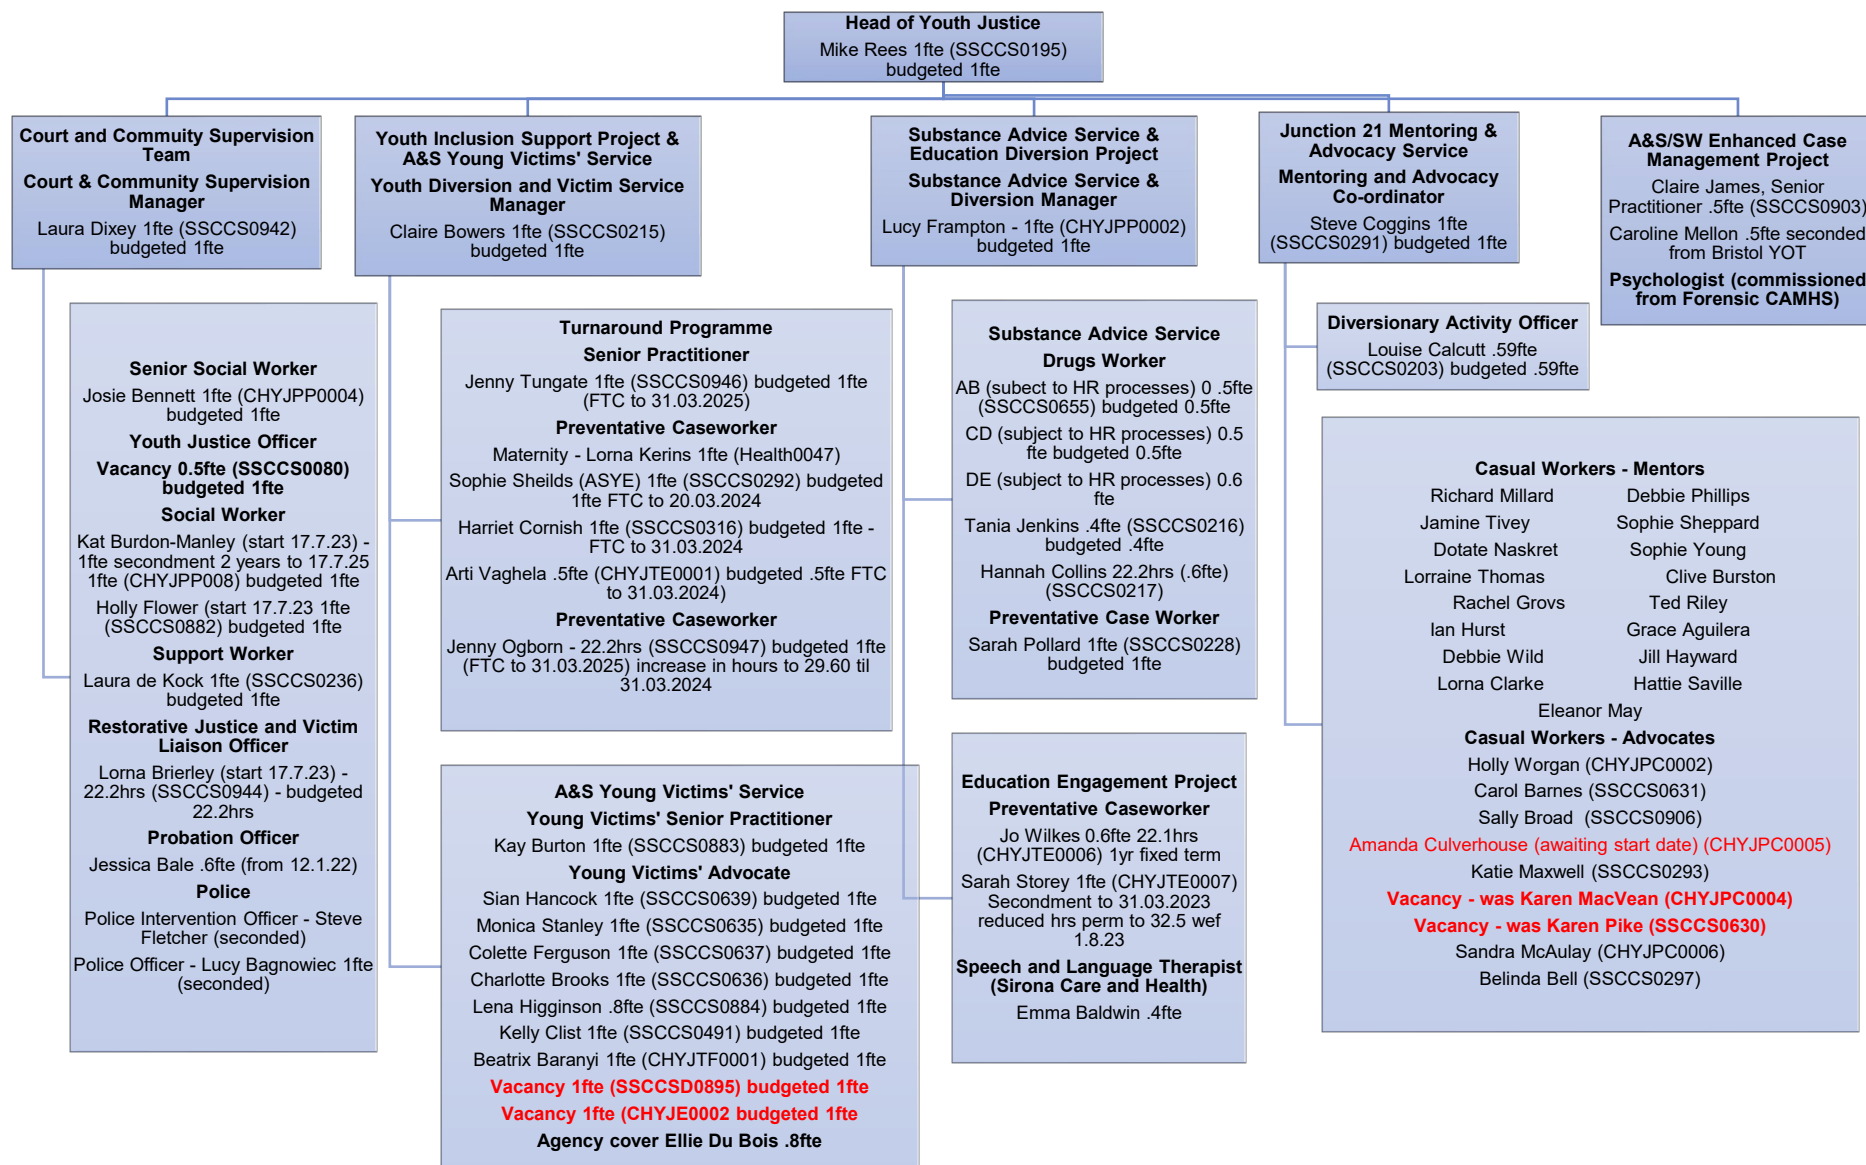 Head of Youth Justice
Mike Rees 1fte (SSCCS0195)
budgeted 1fte
Court and Commuity Supervision
Team
Court & Community Supervision
Manager
Laura Dixey 1fte (SSCCS0942)
budgeted 1fte
Senior Social Worker
Josie Bennett 1fte (CHYJPP0004)
budgeted 1fte
Youth Justice Officer
Vacancy 0.5fte (SSCCS0080)
budgeted 1fte
Social Worker
Kat Burdon-Manley (start 17.7.23) -
1fte secondment 2 years to 17.7.25
1fte (CHYJPP008) budgeted 1fte
Holly Flower (start 17.7.23 1fte
(SSCCS0882) budgeted 1fte
Support Worker
Laura de Kock 1fte (SSCCS0236)
budgeted 1fte
Restorative Justice and Victim
Liaison Officer
Lorna Brierley (start 17.7.23) -
22.2hrs (SSCCS0944) - budgeted
22.2hrs
Probation Officer
Jessica Bale .6fte (from 12.1.22)
Police
Police Intervention Officer - Steve
Fletcher (seconded)
Police Officer - Lucy Bagnowiec 1fte
(seconded)
Youth Inclusion Support Project &
A&S Young Victims' Service
Youth Diversion and Victim Service
Manager
Claire Bowers 1fte (SSCCS0215)
budgeted 1fte
Turnaround Programme
Senior Practitioner
Jenny Tungate 1fte (SSCCS0946) budgeted 1fte
(FTC to 31.03.2025)
Preventative Caseworker
Maternity - Lorna Kerins 1fte (Health0047)
Sophie Sheilds (ASYE) 1fte (SSCCS0292) budgeted
1fte FTC to 20.03.2024
Harriet Cornish 1fte (SSCCS0316) budgeted 1fte -
FTC to 31.03.2024
Arti Vaghela .5fte (CHYJTE0001) budgeted .5fte FTC
to 31.03.2024)
Preventative Caseworker
Jenny Ogborn - 22.2hrs (SSCCS0947) budgeted 1fte
(FTC to 31.03.2025) increase in hours to 29.60 til
31.03.2024
A&S Young Victims' Service
Young Victims' Senior Practitioner
Kay Burton 1fte (SSCCS0883) budgeted 1fte
Young Victims' Advocate
Sian Hancock 1fte (SSCCS0639) budgeted 1fte
Monica Stanley 1fte (SSCCS0635) budgeted 1fte
Colette Ferguson 1fte (SSCCS0637) budgeted 1fte
Charlotte Brooks 1fte (SSCCS0636) budgeted 1fte
Lena Higginson .8fte (SSCCS0884) budgeted 1fte
Kelly Clist 1fte (SSCCS0491) budgeted 1fte
Beatrix Baranyi 1fte (CHYJTF0001) budgeted 1fte
Vacancy 1fte (SSCCSD0895) budgeted 1fte
Vacancy 1fte (CHYJE0002 budgeted 1fte
Agency cover Ellie Du Bois .8fte
Substance Advice Service &
Education Diversion Project
Substance Advice Service &
Diversion Manager
Lucy Frampton - 1fte (CHYJPP0002)
budgeted 1fte
Substance Advice Service
Drugs Worker
AB (subect to HR processes) 0 .5fte
(SSCCS0655) budgeted 0.5fte
CD (subject to HR processes) 0.5
fte budgeted 0.5fte
DE (subject to HR processes) 0.6
fte
Tania Jenkins .4fte (SSCCS0216)
budgeted .4fte
Hannah Collins 22.2hrs (.6fte)
(SSCCS0217)
Preventative Case Worker
Sarah Pollard 1fte (SSCCS0228)
budgeted 1fte
Education Engagement Project
Preventative Caseworker
Jo Wilkes 0.6fte 22.1hrs
(CHYJTE0006) 1yr fixed term
Sarah Storey 1fte (CHYJTE0007)
Secondment to 31.03.2023
reduced hrs perm to 32.5 wef
1.8.23
Speech and Language Therapist
(Sirona Care and Health)
Emma Baldwin .4fte
Junction 21 Mentoring &
Advocacy Service
Mentoring and Advocacy
Co-ordinator
Steve Coggins 1fte
(SSCCS0291) budgeted 1fte
Diversionary Activity Officer
Louise Calcutt .59fte
(SSCCS0203) budgeted .59fte
Casual Workers - Mentors
Richard Millard Debbie Phillips
Jamine Tivey Sophie Sheppard
Dotate Naskret Sophie Young
Lorraine Thomas Clive Burston
Rachel Grovs Ted Riley
Ian Hurst Grace Aguilera
Debbie Wild Jill Hayward
Lorna Clarke Hattie Saville
Eleanor May
Casual Workers - Advocates
Holly Worgan (CHYJPC0002)
Carol Barnes (SSCCS0631)
Sally Broad (SSCCS0906)
Amanda Culverhouse (awaiting start date) (CHYJPC0005)
Katie Maxwell (SSCCS0293)
Vacancy - was Karen MacVean (CHYJPC0004)
Vacancy - was Karen Pike (SSCCS0630)
Sandra McAulay (CHYJPC0006)
Belinda Bell (SSCCS0297)
A&S/SW Enhanced Case
Management Project
Claire James, Senior
Practitioner .5fte (SSCCS0903)
Caroline Mellon .5fte seconded
from Bristol YOT
Psychologist (commissioned
from Forensic CAMHS)